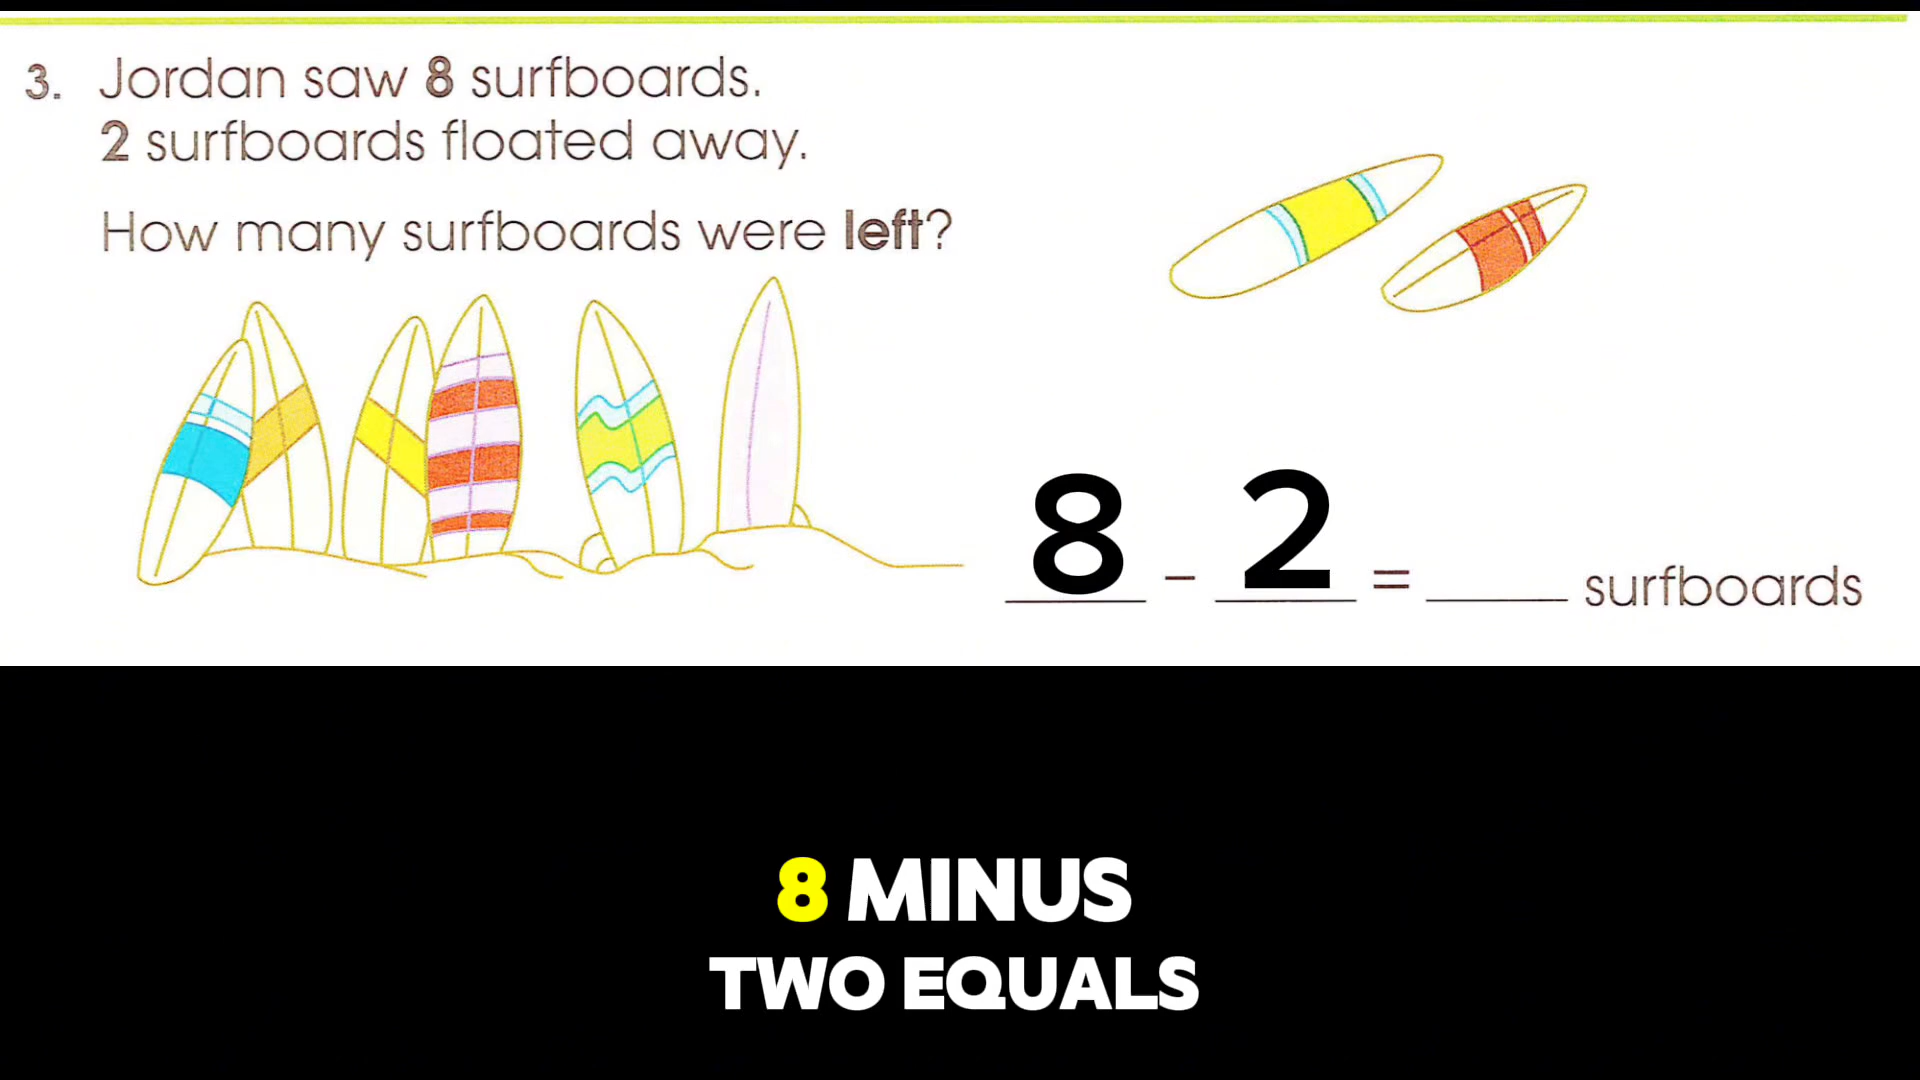 3. Jordan saw 8 surfboards.
2 surfboards floated away.
How many surfboards were left?
8 - 2 = ____ surfboards
8 MINUS
TWO EQUALS